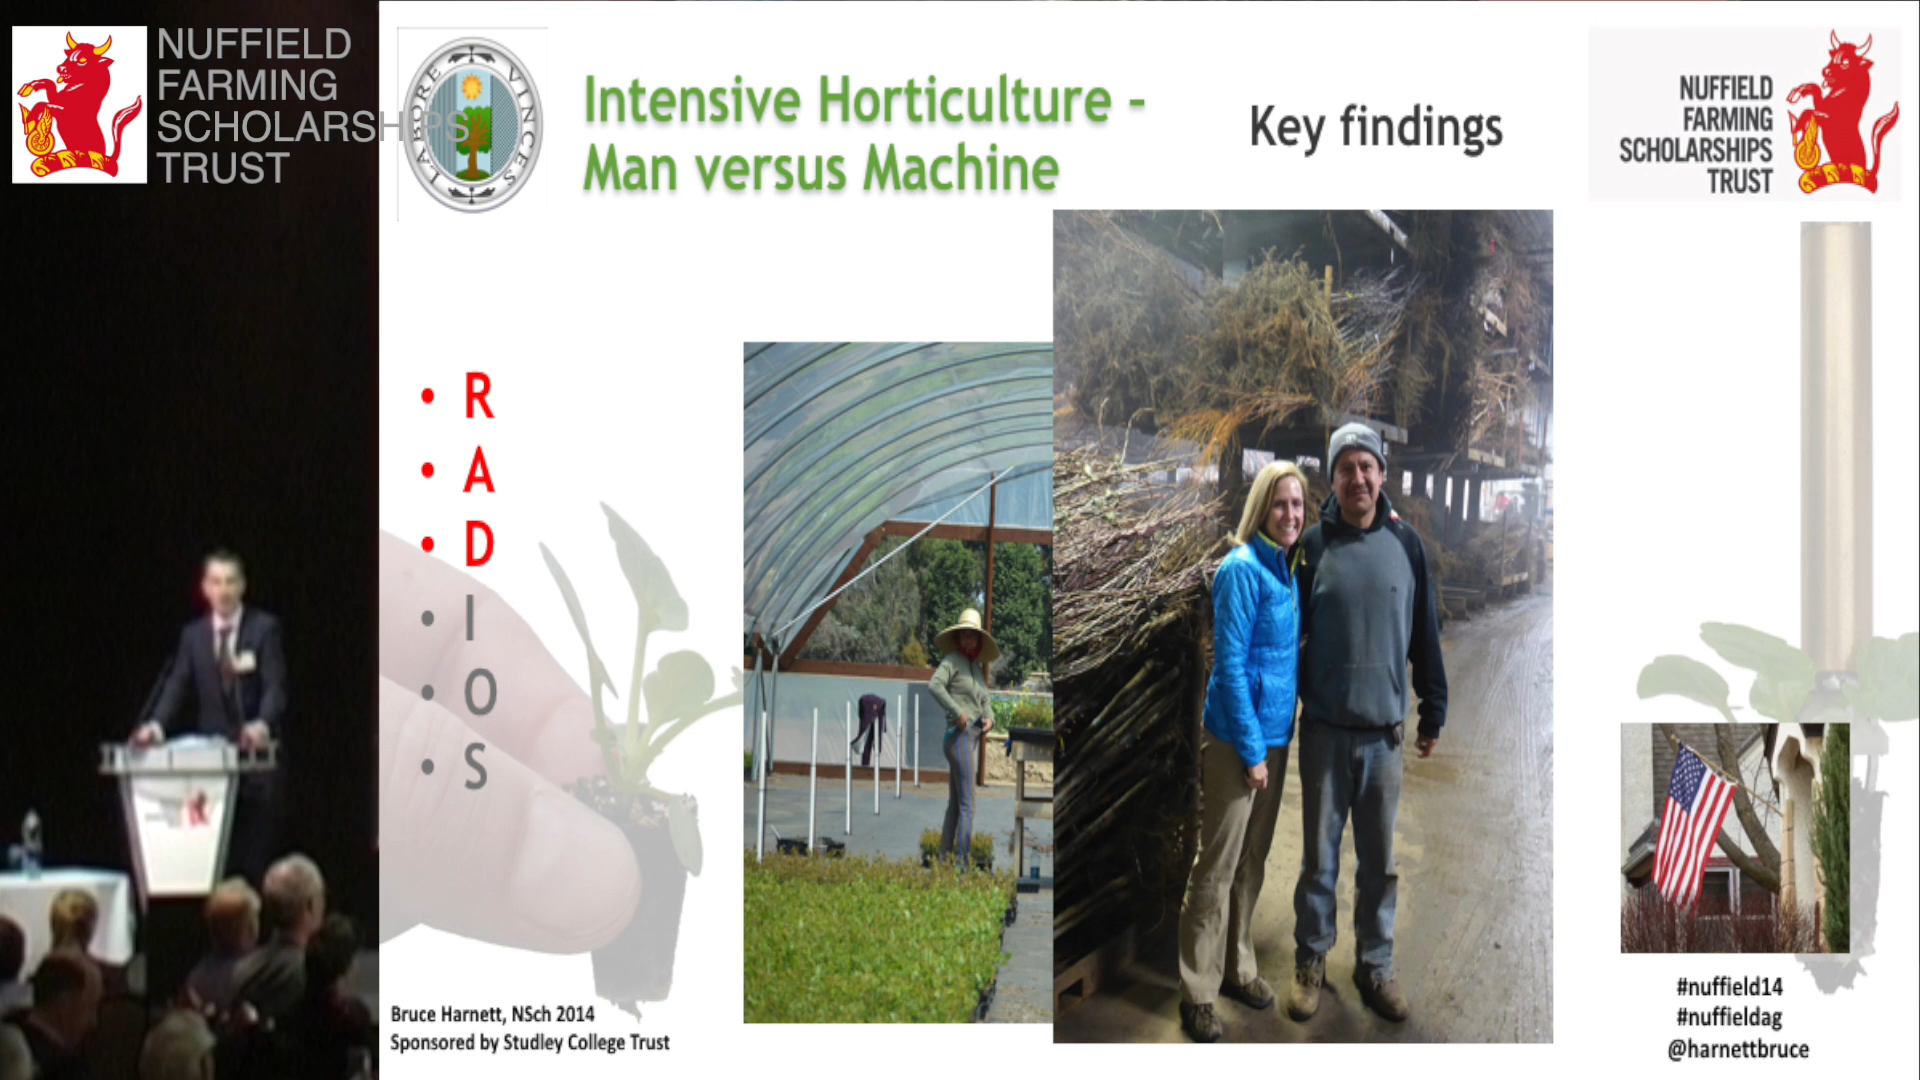 NUFFIELD
FARMING
SCHOLARSHIPS
TRUST
LABORE VINCES
Intensive Horticulture -
Man versus Machine
Key findings
NUFFIELD
FARMING
SCHOLARSHIPS
TRUST
• R
• A
• D
• I
• O
• S
Bruce Harnett, NSch 2014
Sponsored by Studley College Trust
#nuffield14
#nuffieldag
@harnettbruce